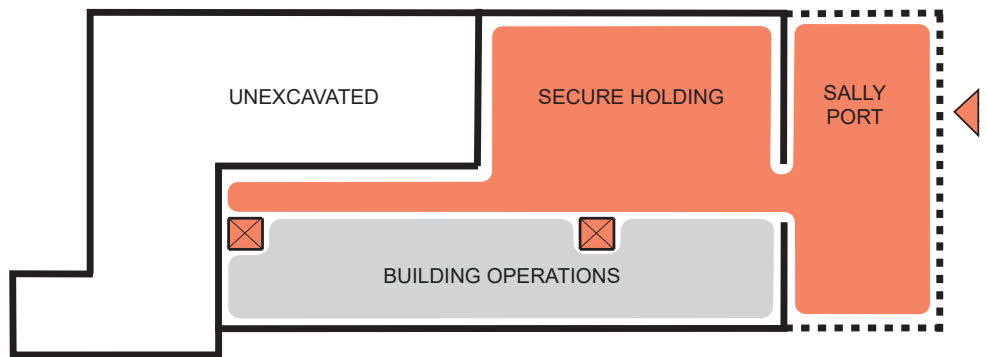 UNEXCAVATED
SECURE HOLDING
SALLY
PORT
BUILDING OPERATIONS